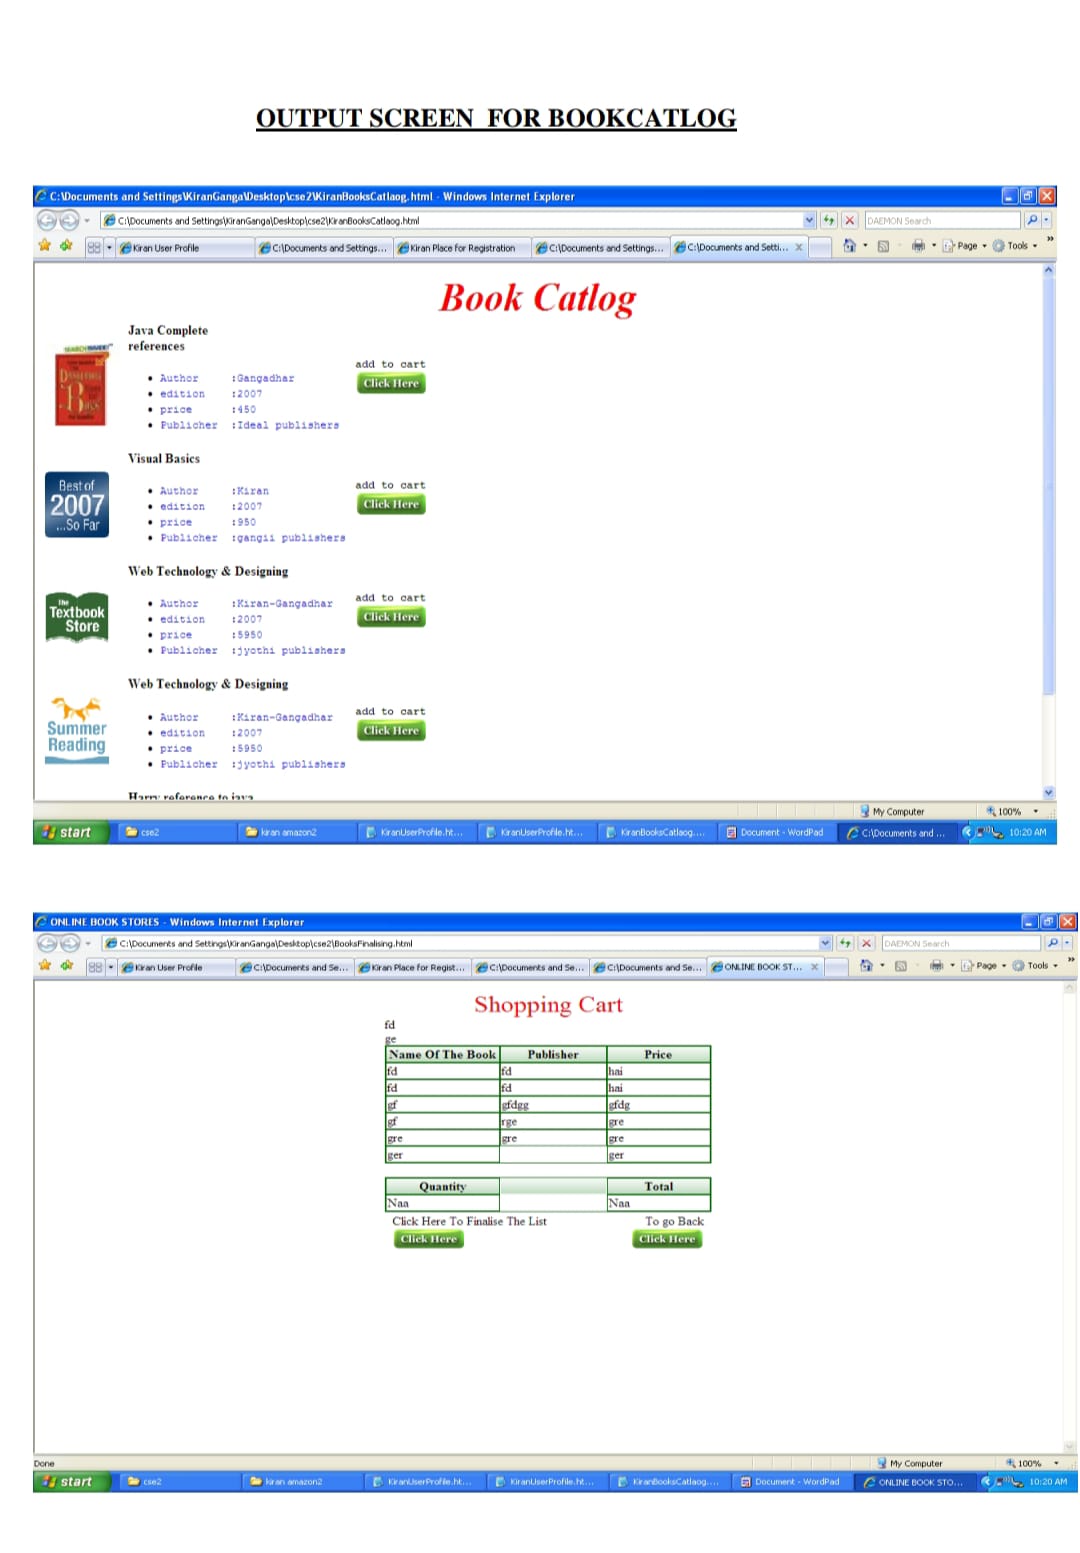 OUTPUT SCREEN FOR BOOKCATLOG
C:\Documents and Settings\KiranGanga\Desktop\cse2\KiranBooksCatlaog.html - Windows Internet Explorer
C:\Documents and Settings\KiranGanga\Desktop\cse2\KiranBooksCatlaog.html
DAEMON Search
Kiran User Profile
C:\Documents and Settings...
Kiran Place for Registration
C:\Documents and Settings...
C:\Documents and Setti...
Page
Tools
Book Catlog
Java Complete
references
Author :Gangadhar
edition :2007
price :450
Publicher :Ideal publishers
add to cart
Click Here
Visual Basics
Best of
2007
...So Far
Author :Kiran
edition :2007
price :950
Publicher :gangii publishers
add to cart
Click Here
Web Technology & Designing
the
Textbook
Store
Author :Kiran-Gangadhar
edition :2007
price :5950
Publicher :jyothi publishers
add to cart
Click Here
Web Technology & Designing
Summer
Reading
Author :Kiran-Gangadhar
edition :2007
price :5950
Publicher :jyothi publishers
add to cart
Click Here
Harry reference to java
My Computer
100%
start
cse2
kiran amazon2
KiranUserProfile.ht...
KiranUserProfile.ht...
KiranBooksCatlaog....
Document - WordPad
C:\Documents and ...
10:20 AM
ONLINE BOOK STORES - Windows Internet Explorer
C:\Documents and Settings\KiranGanga\Desktop\cse2\BooksFinalising.html
DAEMON Search
Kiran User Profile
C:\Documents and Se...
Kiran Place for Regist...
C:\Documents and Se...
C:\Documents and Se...
ONLINE BOOK ST...
Page
Tools
Shopping Cart
fd
ge
Name Of The Book Publisher Price
fd fd hai
fd fd hai
gf gfdgg gfdg
gf rge gre
gre gre gre
ger ger
Quantity Total
Naa Naa
Click Here To Finalise The List To go Back
Click Here Click Here
Done
My Computer
100%
start
cse2
kiran amazon2
KiranUserProfile.ht...
KiranUserProfile.ht...
KiranBooksCatlaog....
Document - WordPad
ONLINE BOOK STO...
10:20 AM